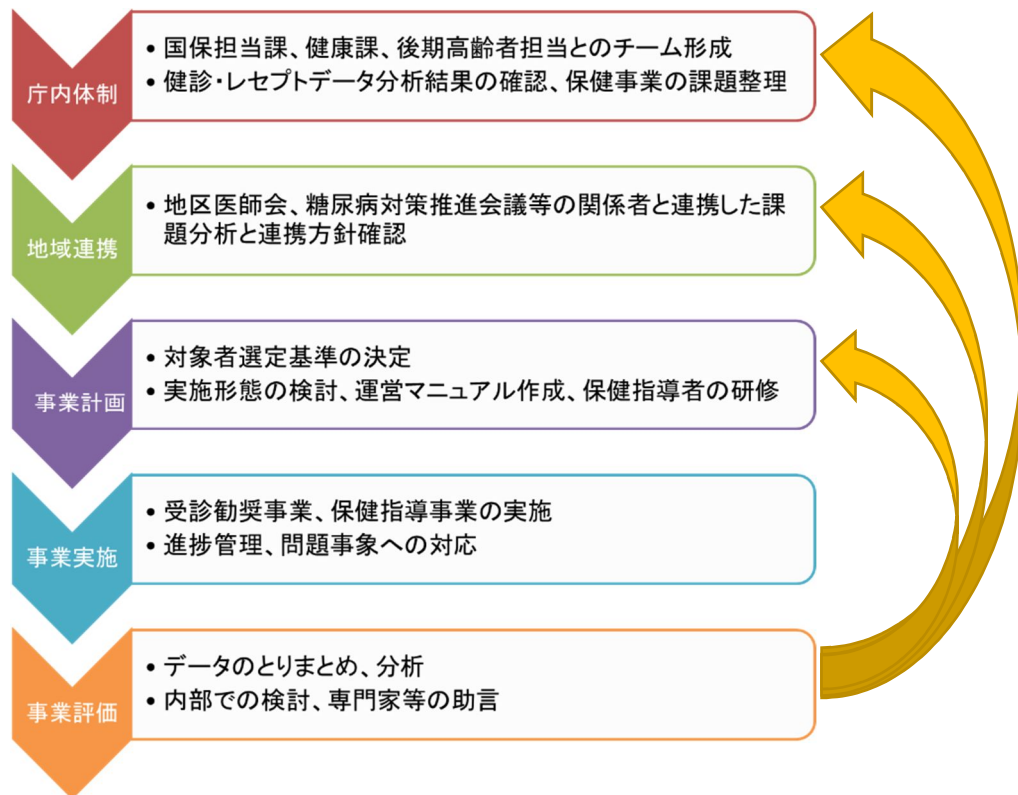 庁内体制
• 国保担当課、健康課、後期高齢者担当とのチーム形成
• 健診・レセプトデータ分析結果の確認、保健事業の課題整理
地域連携
• 地区医師会、糖尿病対策推進会議等の関係者と連携した課
題分析と連携方針確認
事業計画
• 対象者選定基準の決定
• 実施形態の検討、運営マニュアル作成、保健指導者の研修
事業実施
• 受診勧奨事業、保健指導事業の実施
• 進捗管理、問題事象への対応
事業評価
• データのとりまとめ、分析
• 内部での検討、専門家等の助言